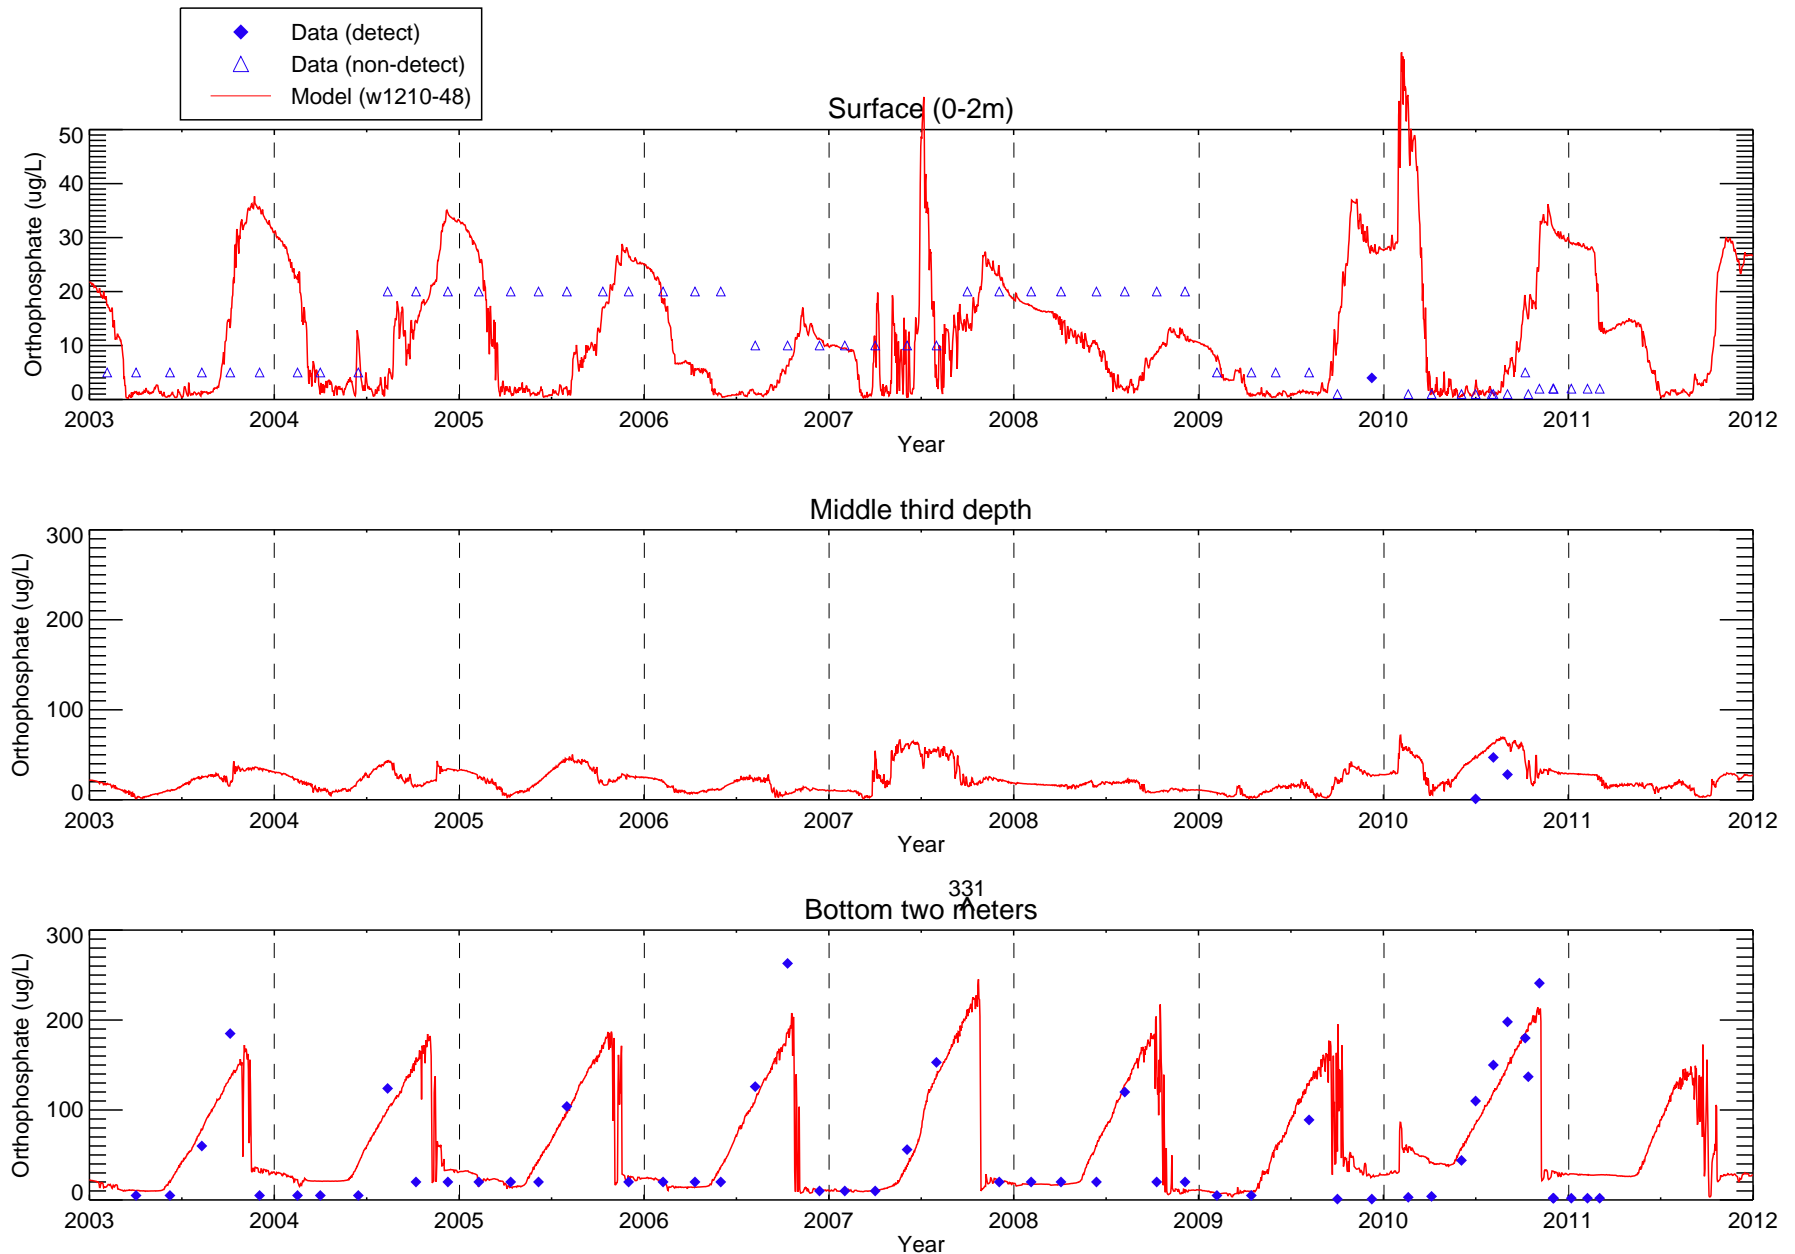 Data (detect)
Data (non-detect)
Model (w1210-48)
Surface (0-2m)
Orthophosphate (ug/L)
50
40
30
20
10
0
2003 2004 2005 2006 2007 2008 2009 2010 2011 2012
Year
Middle third depth
Orthophosphate (ug/L)
300
200
100
0
2003 2004 2005 2006 2007 2008 2009 2010 2011 2012
Year
331
Bottom two meters
Orthophosphate (ug/L)
300
200
100
0
2003 2004 2005 2006 2007 2008 2009 2010 2011 2012
Year